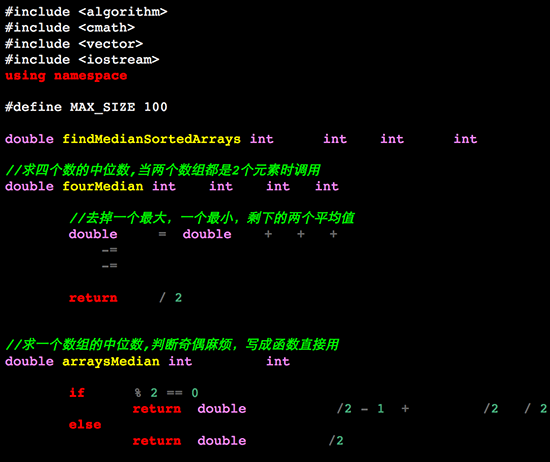 #include <algorithm>
#include <cmath>
#include <vector>
#include <iostream>
using namespace
#define MAX_SIZE 100
double findMedianSortedArrays int int int int
//求四个数的中位数,当两个数组都是2个元素时调用
double fourMedian int int int int
//去掉一个最大，一个最小，剩下的两个平均值
double = double + + +
-=
-=
return / 2
//求一个数组的中位数,判断奇偶麻烦，写成函数直接用
double arraysMedian int int
if % 2 == 0
return double /2 - 1 + /2 / 2
else
return double /2